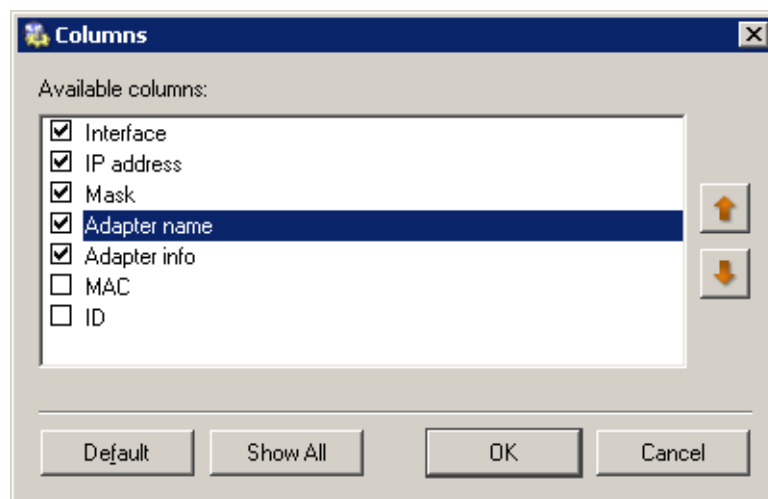 Columns
Available columns:
Interface
IP address
Mask
Adapter name
Adapter info
MAC
ID
Default Show All OK Cancel